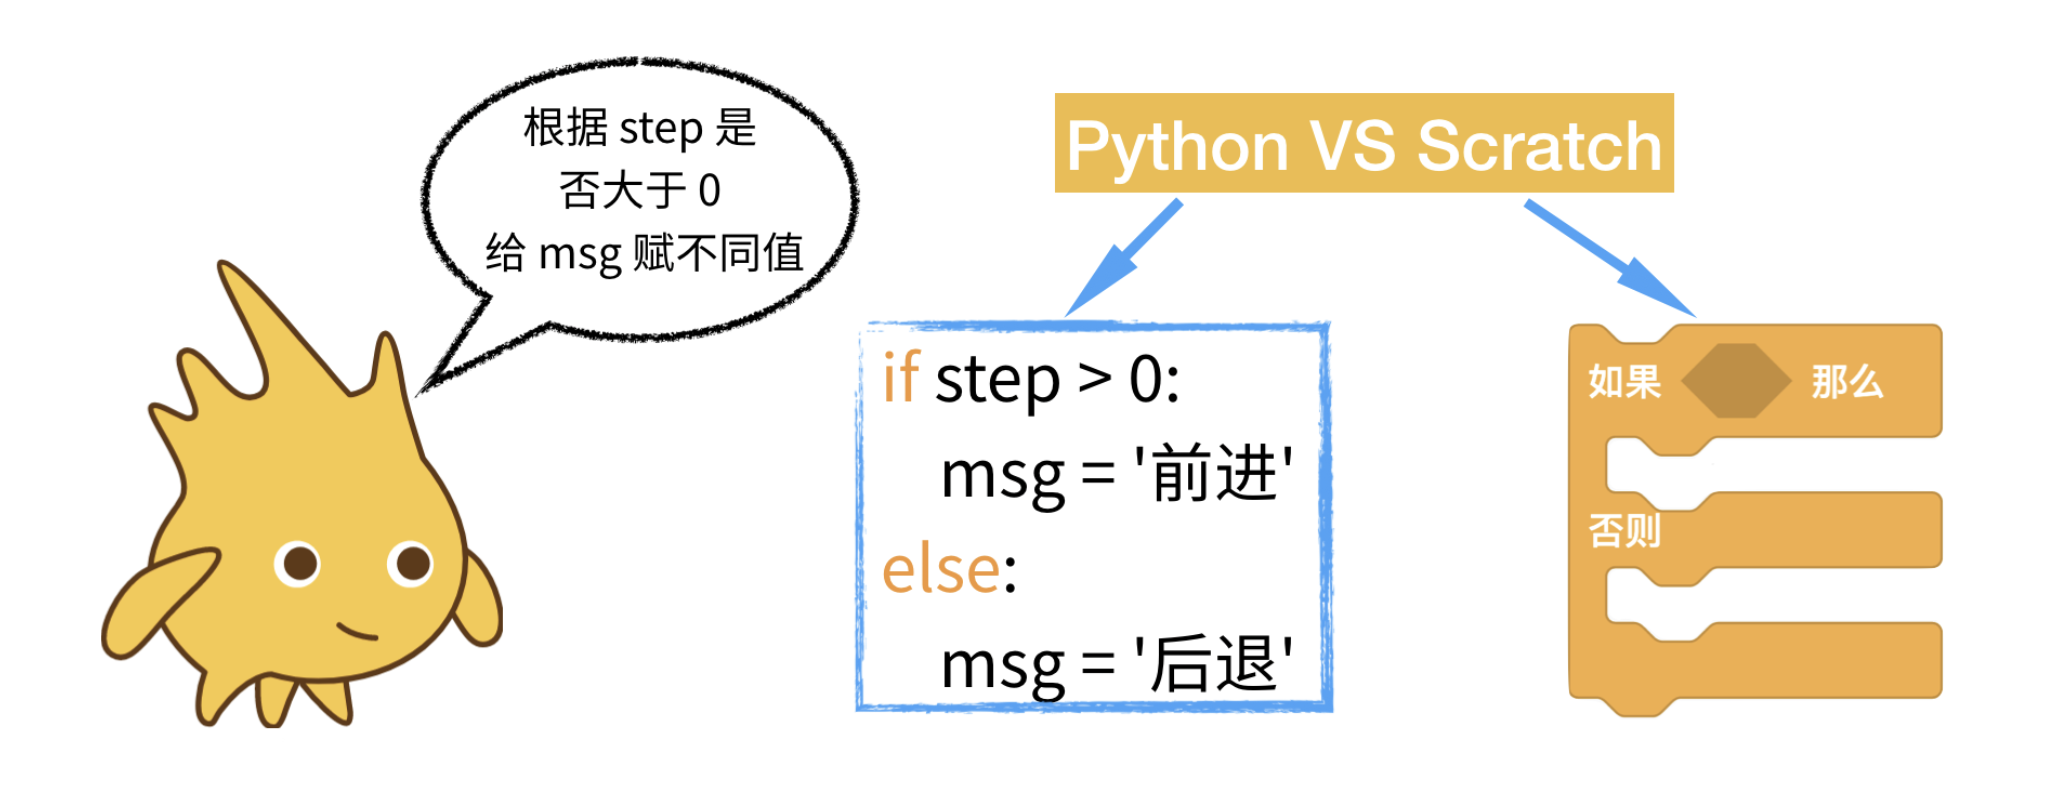 根据 step 是
否大于 0
给 msg 赋不同值
Python VS Scratch
if step > 0:
msg = '前进'
else:
msg = '后退'
如果 那么
否则